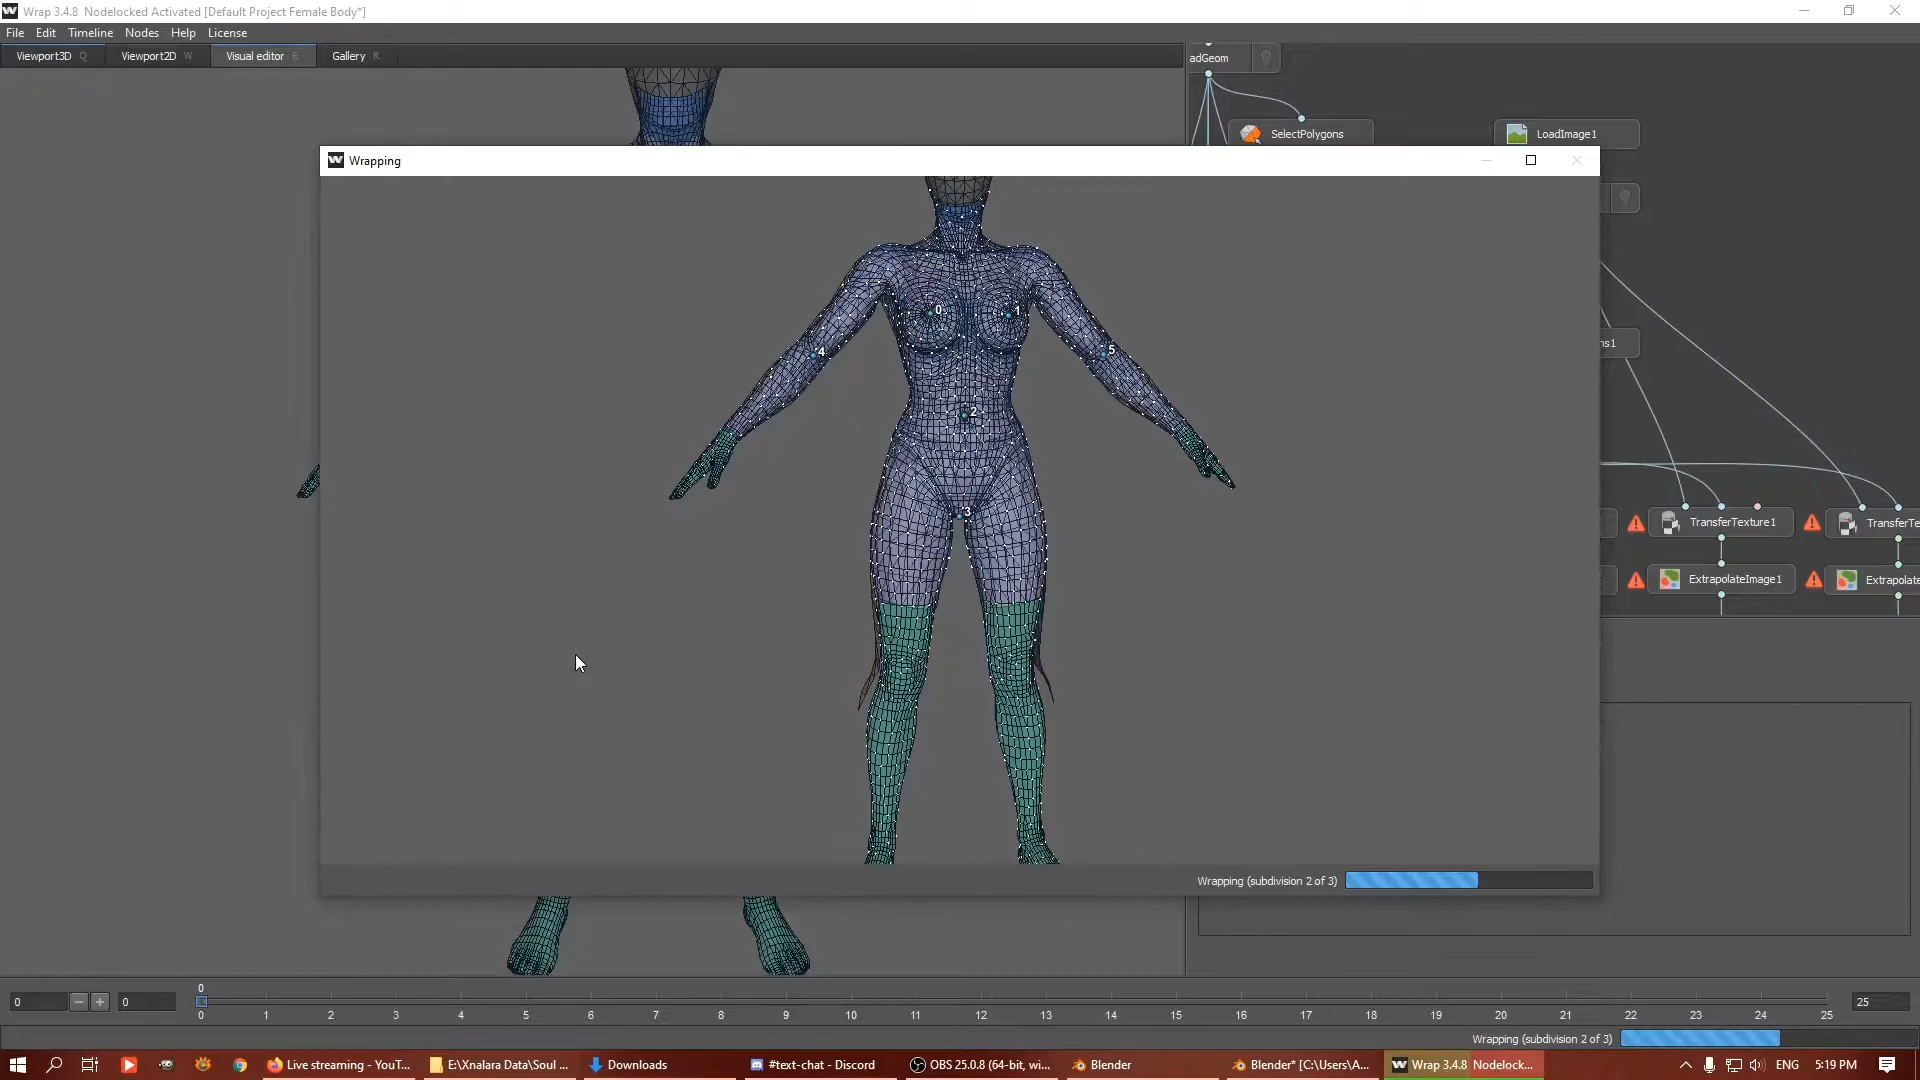 Wrap 3.4.8 Nodelocked Activated [Default Project Female Body*]
File Edit Timeline Nodes Help License
Viewport3D Q Viewport2D W Visual editor E Gallery R
adGeom
SelectPolygons
LoadImage1
Wrapping
0
1
4
5
ns1
2
3
TransferTexture1
TransferTe
ExtrapolateImage1
Extrapolate
Wrapping (subdivision 2 of 3)
0 − + 0
0
0 1 2 3 4 5 6 7 8 9 10 11 12 13 14 15 16 17 18 19 20 21 22 23 24 25
25
Wrapping (subdivision 2 of 3)
Live streaming - YouT... E:\Xnalara Data\Soul ... Downloads #text-chat - Discord OBS 25.0.8 (64-bit, wi... Blender Blender* [C:\Users\A... Wrap 3.4.8 Nodelock... ENG 5:19 PM